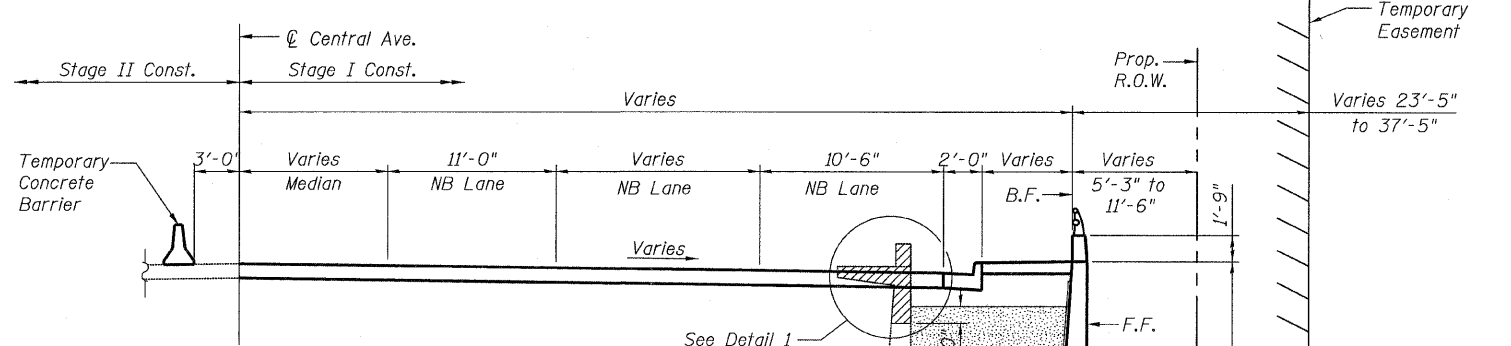 Temporary
Easement
℄ Central Ave.
Stage II Const.
Stage I Const.
Prop.
R.O.W.
Varies
Varies 23'-5"
to 37'-5"
Temporary
Concrete
Barrier
3'-0"
Varies
Median
11'-0"
NB Lane
Varies
NB Lane
10'-6"
NB Lane
2'-0"
Varies
B.F.
Varies
5'-3" to
11'-6"
1'-9"
Varies
F.F.
See Detail 1